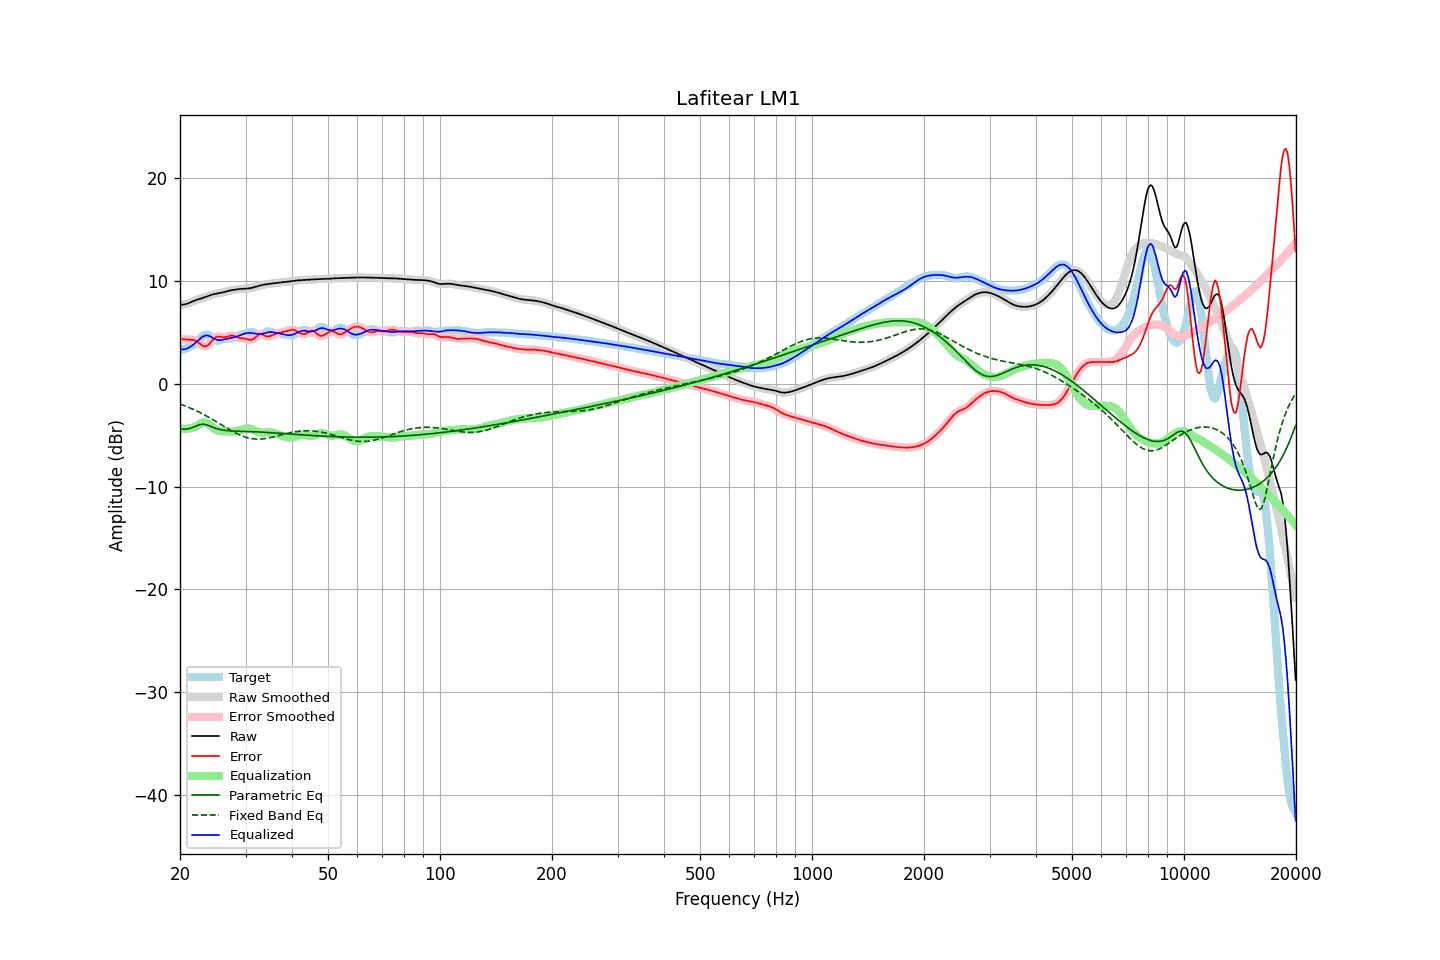 Lafitear LM1
Amplitude (dBr)
20
10
0
−10
−20
−30
−40
Target
Raw Smoothed
Error Smoothed
Raw
Error
Equalization
Parametric Eq
Fixed Band Eq
Equalized
20 50 100 200 500 1000 2000 5000 10000 20000
Frequency (Hz)